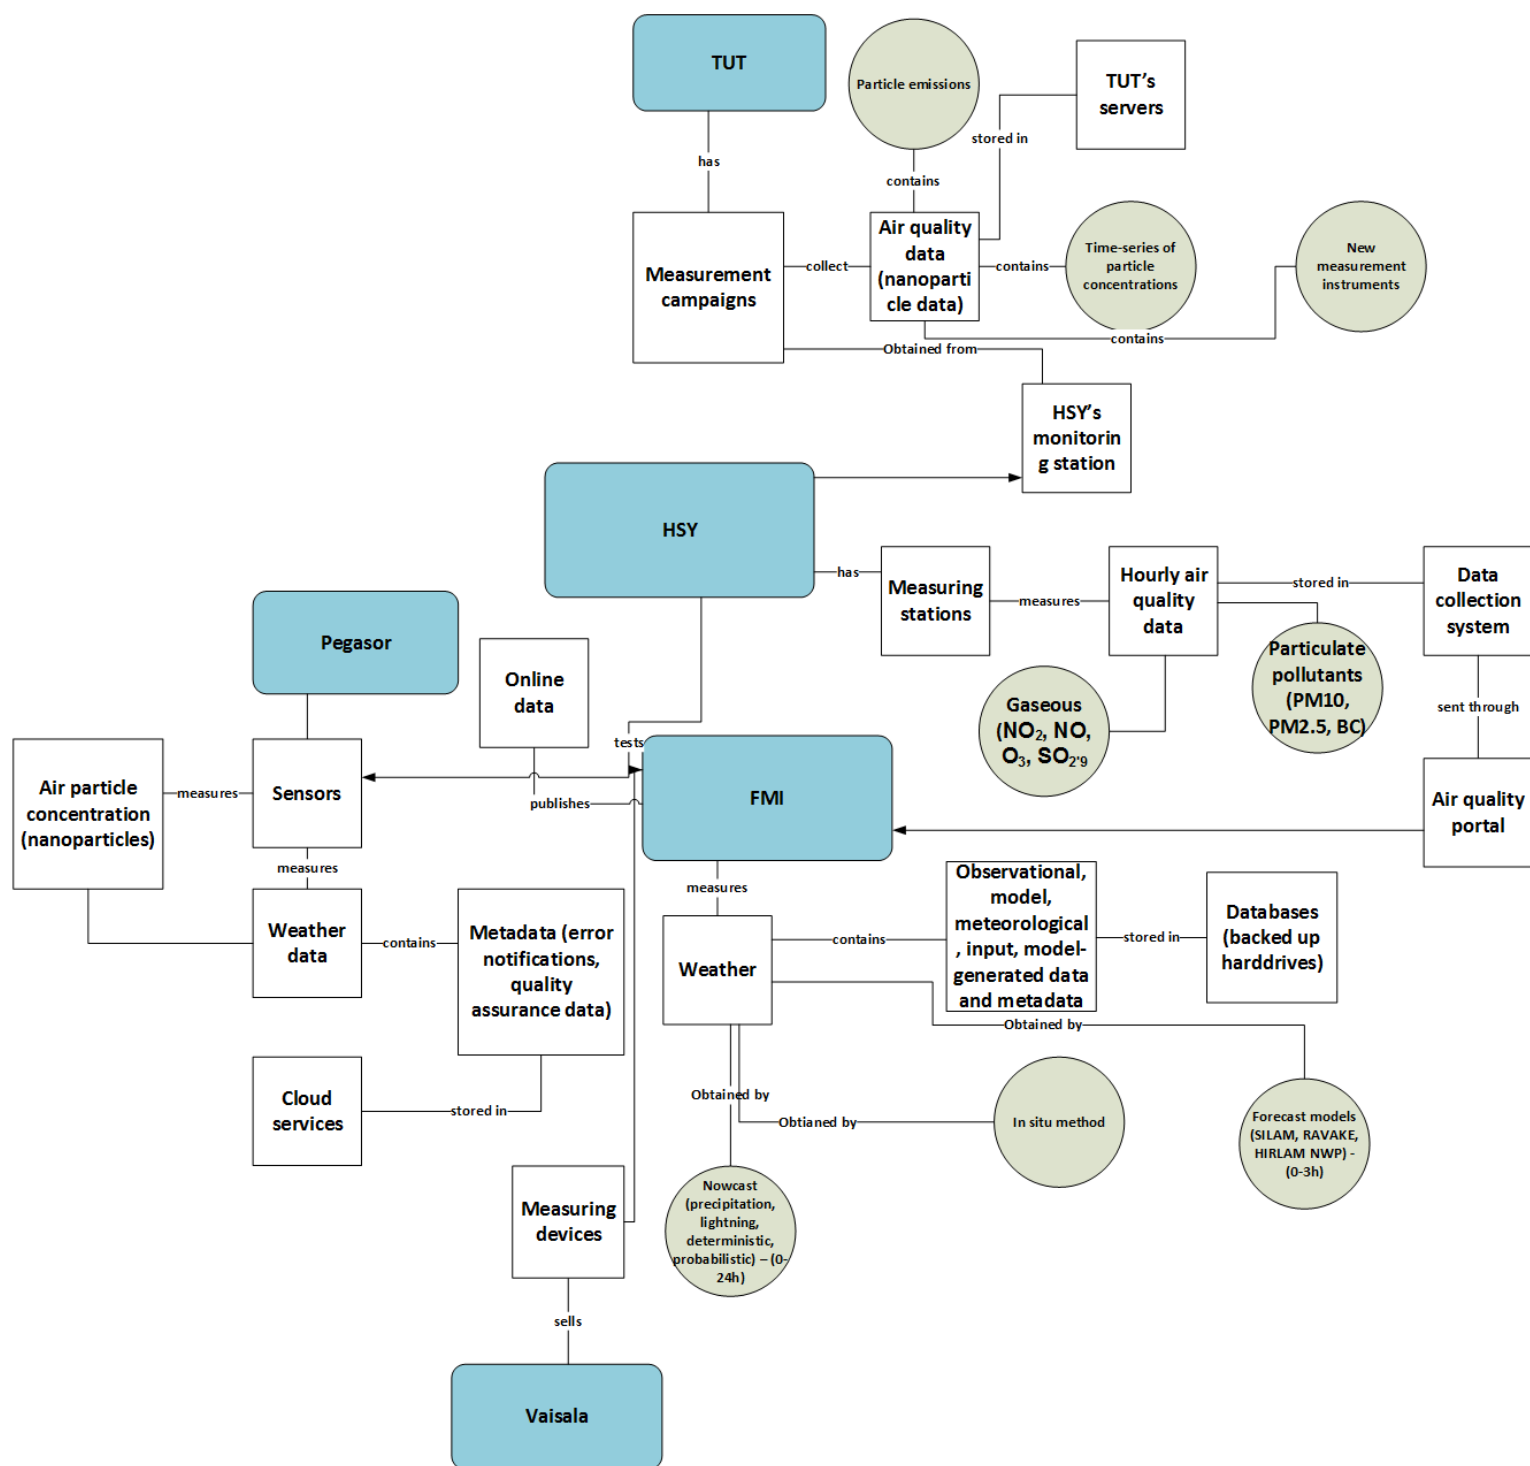 TUT
Particle emissions
TUT's
servers
stored in
has
contains
Measurement
campaigns
collect
Air quality
data
(nanoparti
cle data)
contains
Time-series of
particle
concentrations
New
measurement
instruments
contains
Obtained from
HSY's
monitorin
g station
HSY
has
Measuring
stations
measures
Hourly air
quality
data
stored in
Data
collection
system
Pegasor
Online
data
Gaseous
(NO2, NO,
O3, SO2'9
Particulate
pollutants
(PM10,
PM2.5, BC)
sent through
tests
Air particle
concentration
(nanoparticles)
measures
Sensors
publishes
FMI
Air quality
portal
measures
measures
Weather
data
contains
Metadata (error
notifications,
quality
assurance data)
Weather
contains
Observational,
model,
meteorological
, input, model-
generated data
and metadata
stored in
Databases
(backed up
harddrives)
Obtained by
Cloud
services
stored in
Obtained by
Obtianed by
In situ method
Forecast models
(SILAM, RAVAKE,
HIRLAM NWP) -
(0-3h)
Measuring
devices
Nowcast
(precipitation,
lightning,
deterministic,
probabilistic) – (0-
24h)
sells
Vaisala